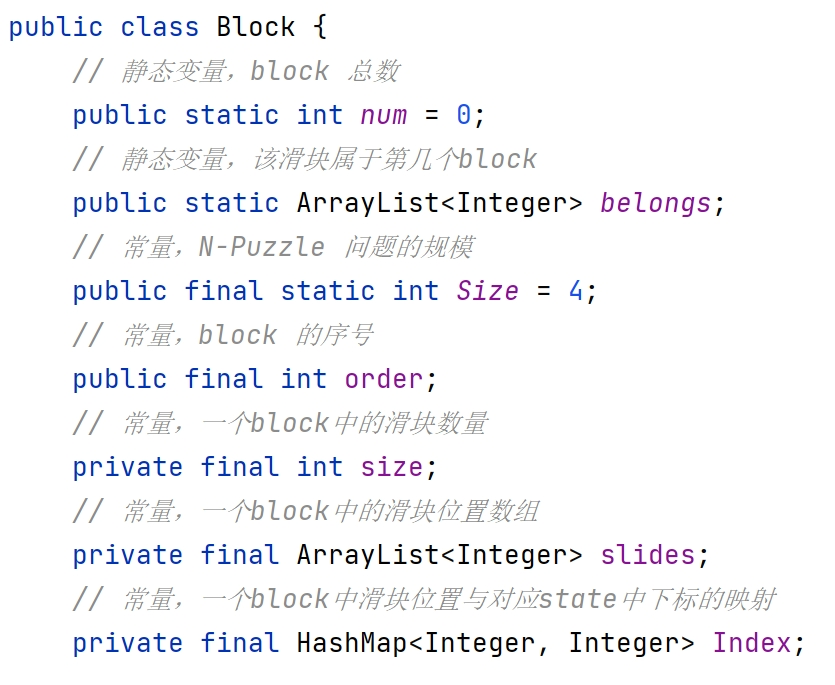 public class Block {
// 静态变量，block 总数
public static int num = 0;
// 静态变量，该滑块属于第几个block
public static ArrayList<Integer> belongs;
// 常量，N-Puzzle 问题的规模
public final static int Size = 4;
// 常量，block 的序号
public final int order;
// 常量，一个block中的滑块数量
private final int size;
// 常量，一个block中的滑块位置数组
private final ArrayList<Integer> slides;
// 常量，一个block中滑块位置与对应state中下标的映射
private final HashMap<Integer, Integer> Index;